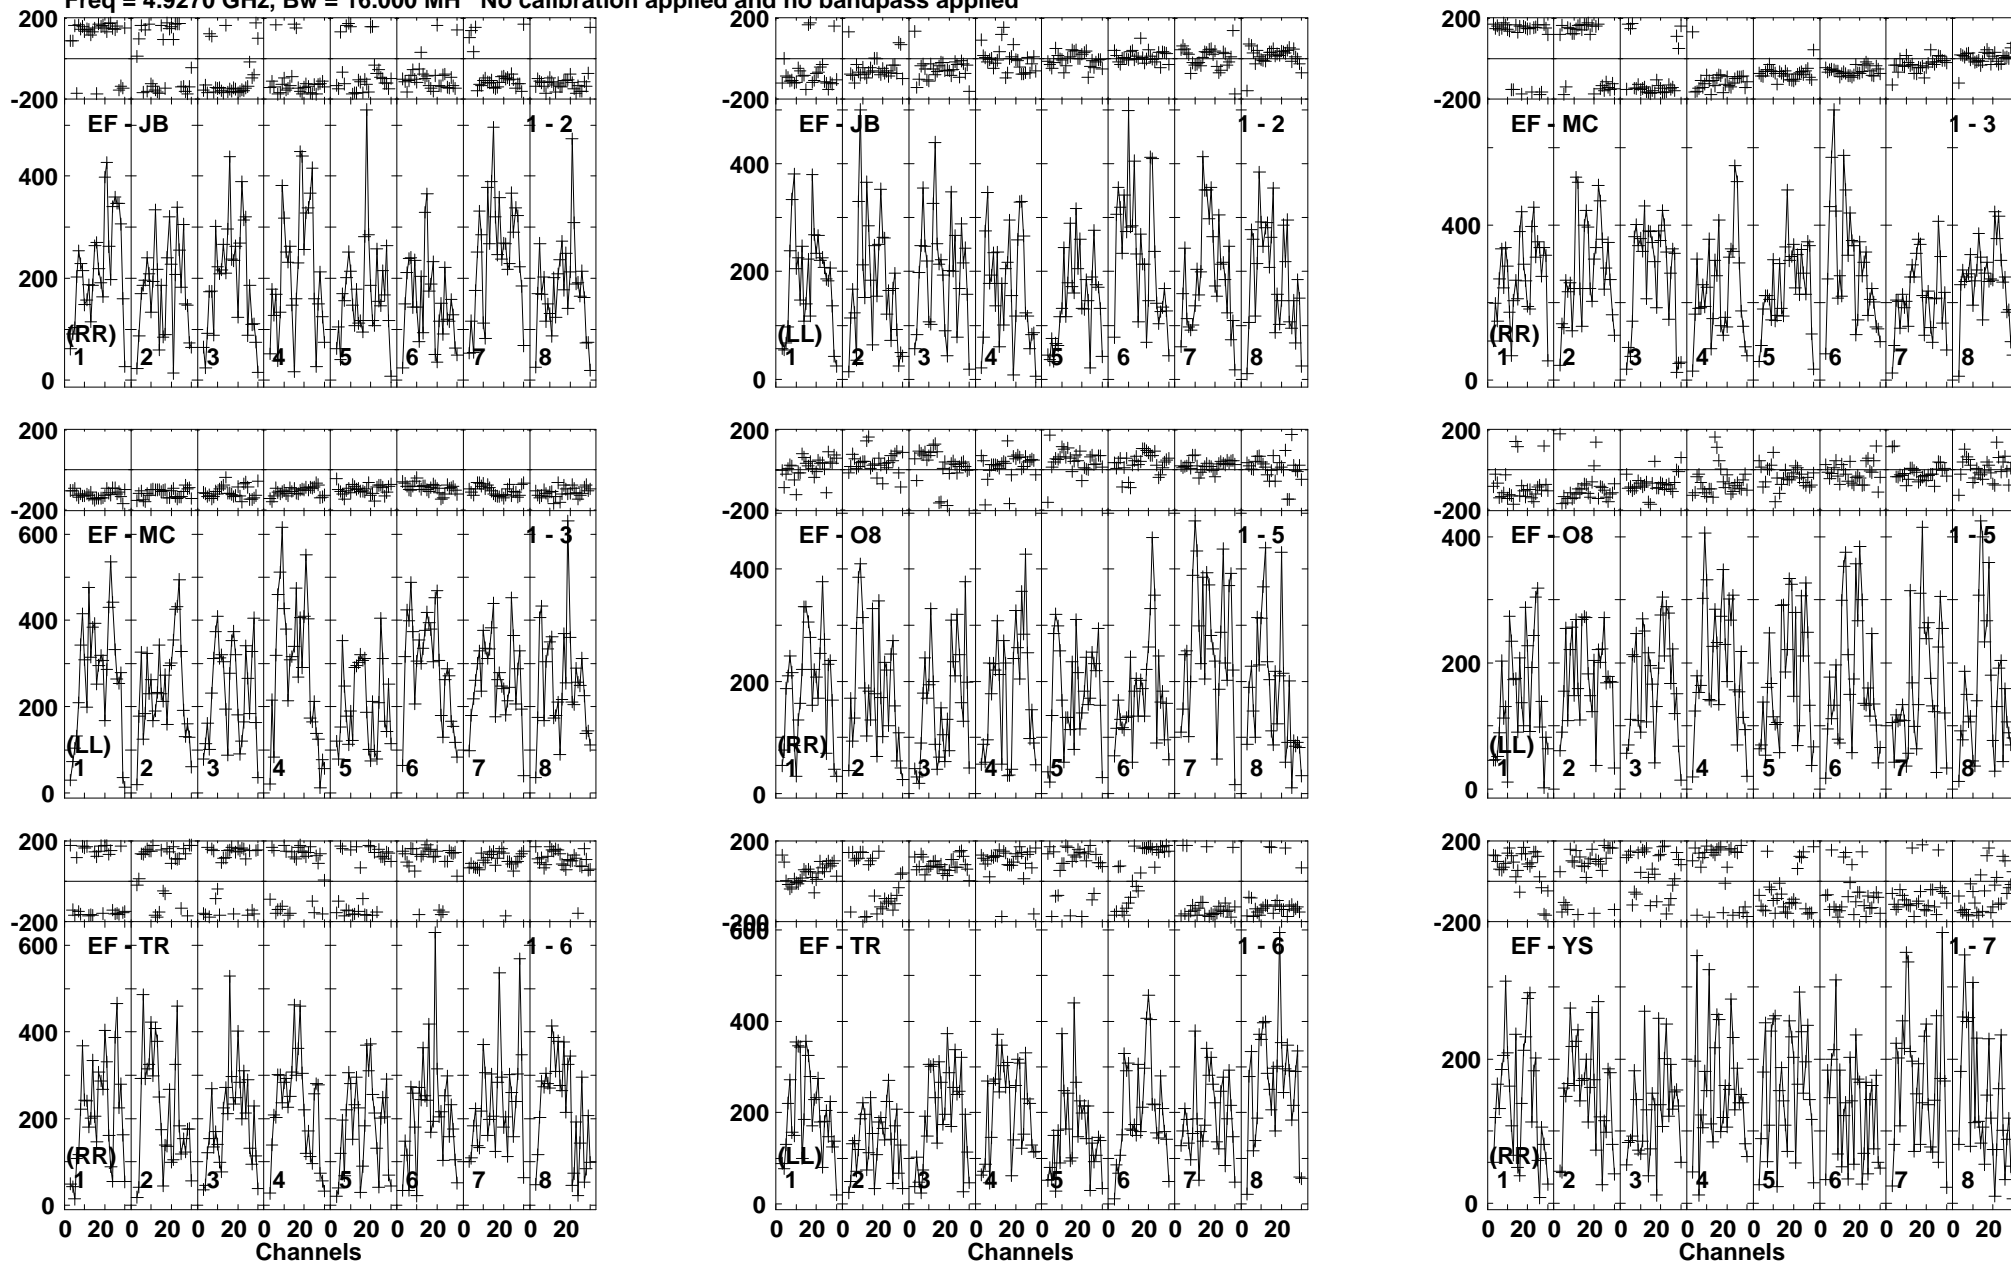 Freq = 4.9270 GHz, Bw = 16.000 MH No calibration applied and no bandpass applied
200 200 200
-200 -200 -200
EF - JB 1 - 2 EF - JB 1 - 2 EF - MC 1 - 3
400 400 400
200 200
(RR) (LL) (RR)
1 2 3 4 5 6 7 8 1 2 3 4 5 6 7 8 1 2 3 4 5 6 7 8
0 0 0
200 200 200
-200 -200 -200
EF - MC 1 - 3 EF - O8 1 - 5 EF - O8 1 - 5
600 400 400
400
200 200 200
(LL) (RR) (LL)
1 2 3 4 5 6 7 8 1 2 3 4 5 6 7 8 1 2 3 4 5 6 7 8
0 0 0
200 200 200
-200 -200 -200
600 600
EF - TR 1 - 6 EF - TR 1 - 6 EF - YS 1 - 7
400 400
200 200 200
(RR) (LL) (RR)
1 2 3 4 5 6 7 8 1 2 3 4 5 6 7 8 1 2 3 4 5 6 7 8
0 0 0
0 20 0 20 0 20 0 20 0 20 0 20 0 20 0 20 0 20 0 20 0 20 0 20 0 20 0 20 0 20 0 20 0 20 0 20 0 20 0 20 0 20 0 20 0 20 0 20
Channels Channels Channels